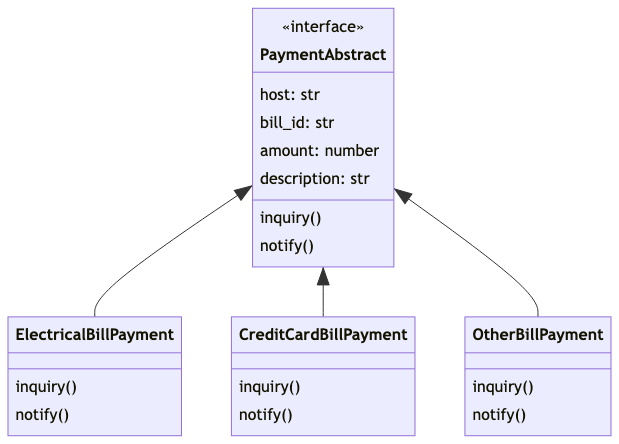 «interface»
PaymentAbstract
host: str
bill_id: str
amount: number
description: str
inquiry()
notify()
ElectricalBillPayment
inquiry()
notify()
CreditCardBillPayment
inquiry()
notify()
OtherBillPayment
inquiry()
notify()